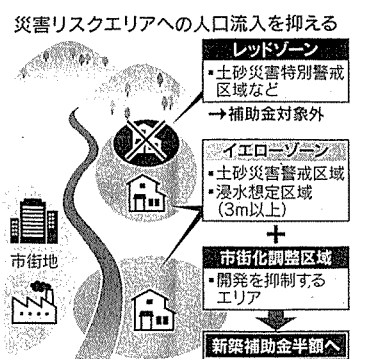 災害リスクエリアへの人口流入を抑える
レッドゾーン
▪土砂災害特別警戒
区域など
→補助金対象外
イエローゾーン
▪土砂災害警戒区域
▪浸水想定区域
(3m以上)
+
市街化調整区域
▪開発を抑制する
エリア
新築補助金半額へ
市街地